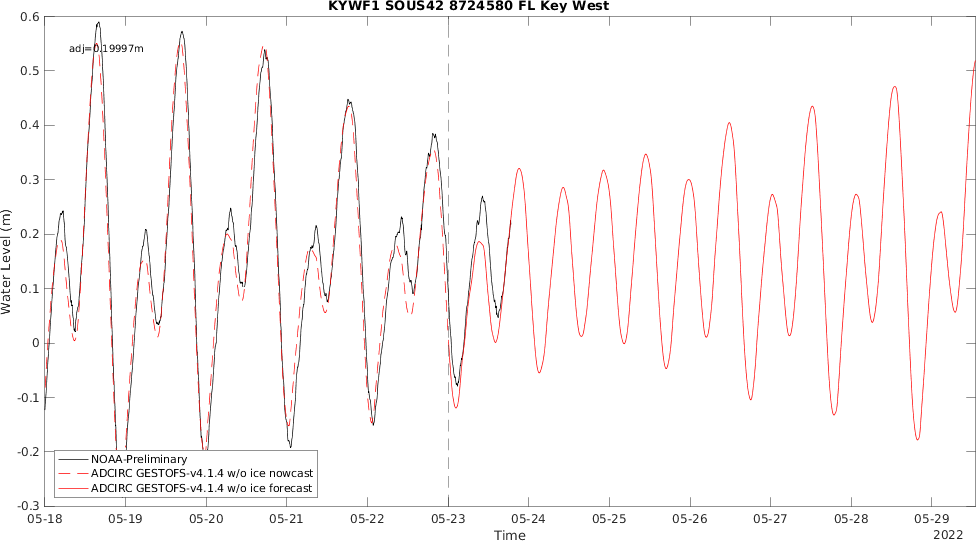 KYWF1 SOUS42 8724580 FL Key West
adj=0.19997m
0.6
0.5
0.4
0.3
0.2
0.1
0
-0.1
-0.2
-0.3
Water Level (m)
NOAA-Preliminary
ADCIRC GESTOFS-v4.1.4 w/o ice nowcast
ADCIRC GESTOFS-v4.1.4 w/o ice forecast
05-18 05-19 05-20 05-21 05-22 05-23 05-24 05-25 05-26 05-27 05-28 05-29
Time
2022